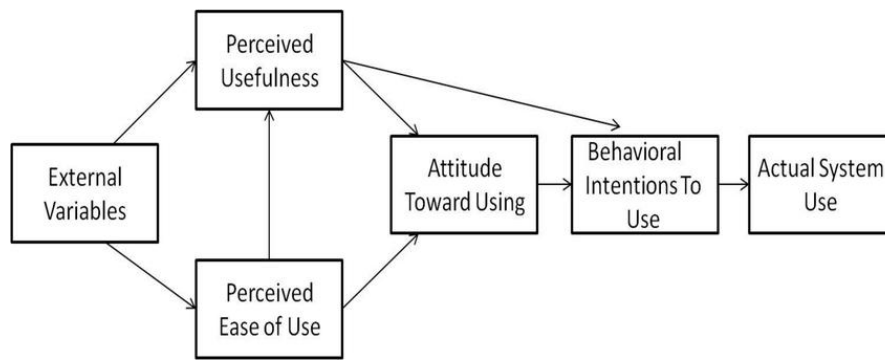 Perceived
Usefulness
External
Variables
Perceived
Ease of Use
Attitude
Toward Using
Behavioral
Intentions To
Use
Actual System
Use